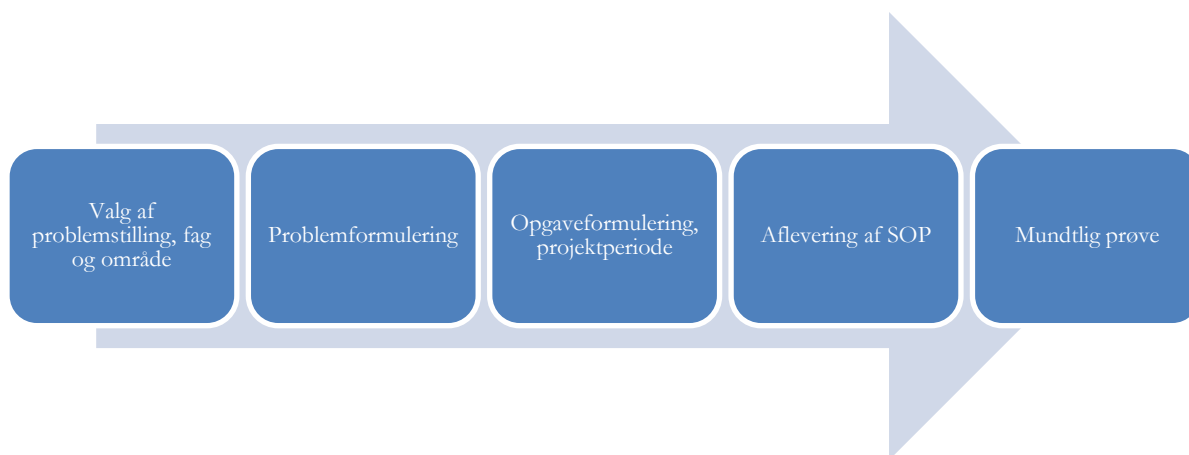 Valg af
problemstilling, fag
og område
Problemformulering
Opgaveformulering,
projektperiode
Aflevering af SOP
Mundtlig prøve